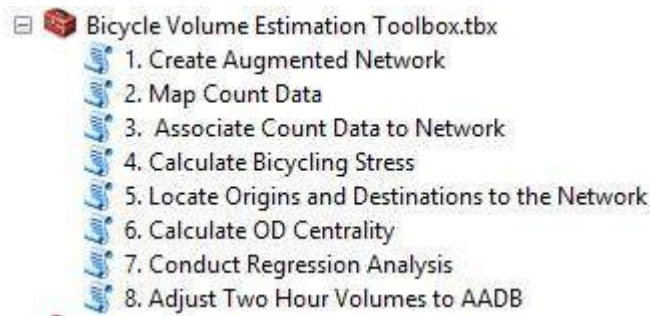 Bicycle Volume Estimation Toolbox.tbx
1. Create Augmented Network
2. Map Count Data
3. Associate Count Data to Network
4. Calculate Bicycling Stress
5. Locate Origins and Destinations to the Network
6. Calculate OD Centrality
7. Conduct Regression Analysis
8. Adjust Two Hour Volumes to AADB